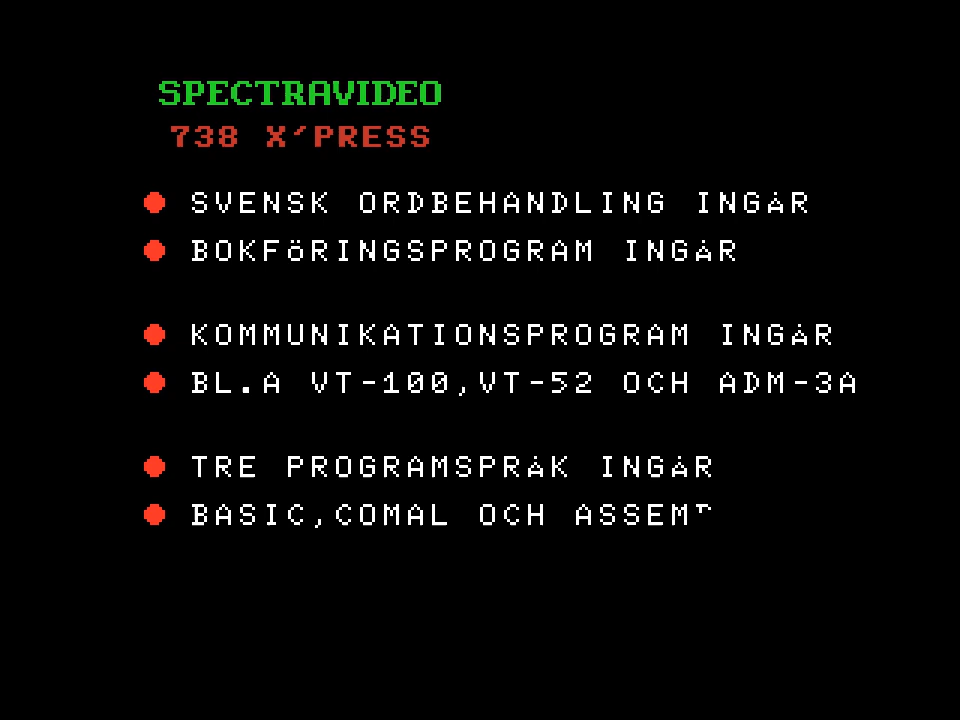 SPECTRAVIDEO
738 X'PRESS
SVENSK ORDBEHANDLING INGÅR
BOKFöRINGSPROGRAM INGÅR
KOMMUNIKATIONSPROGRAM INGÅR
BL.A VT-100,VT-52 OCH ADM-3A
TRE PROGRAMSPRÅK INGÅR
BASIC,COMAL OCH